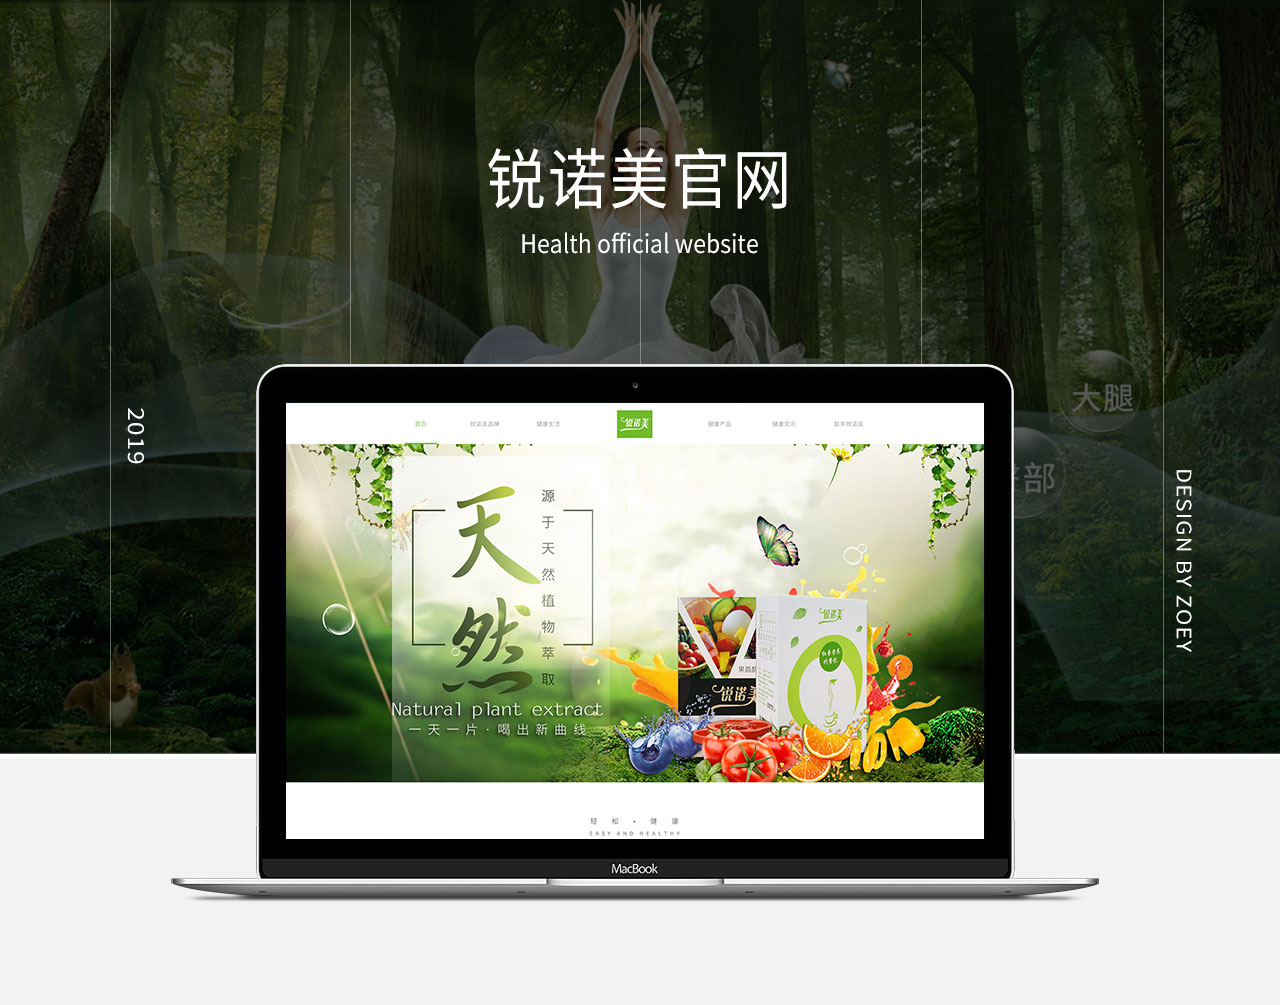 锐诺美官网
Health official website
2019
DESIGN BY ZOEY
大腿
臀部
首页
锐诺美品牌
健康生活
锐诺美
健康产品
健康资讯
联系锐诺美
天然
源于天然植物萃取
Natural plant extract
一天一片·喝出新曲线
锐诺美
锐诺美
轻 松 • 健 康
EASY AND HEALTHY
MacBook